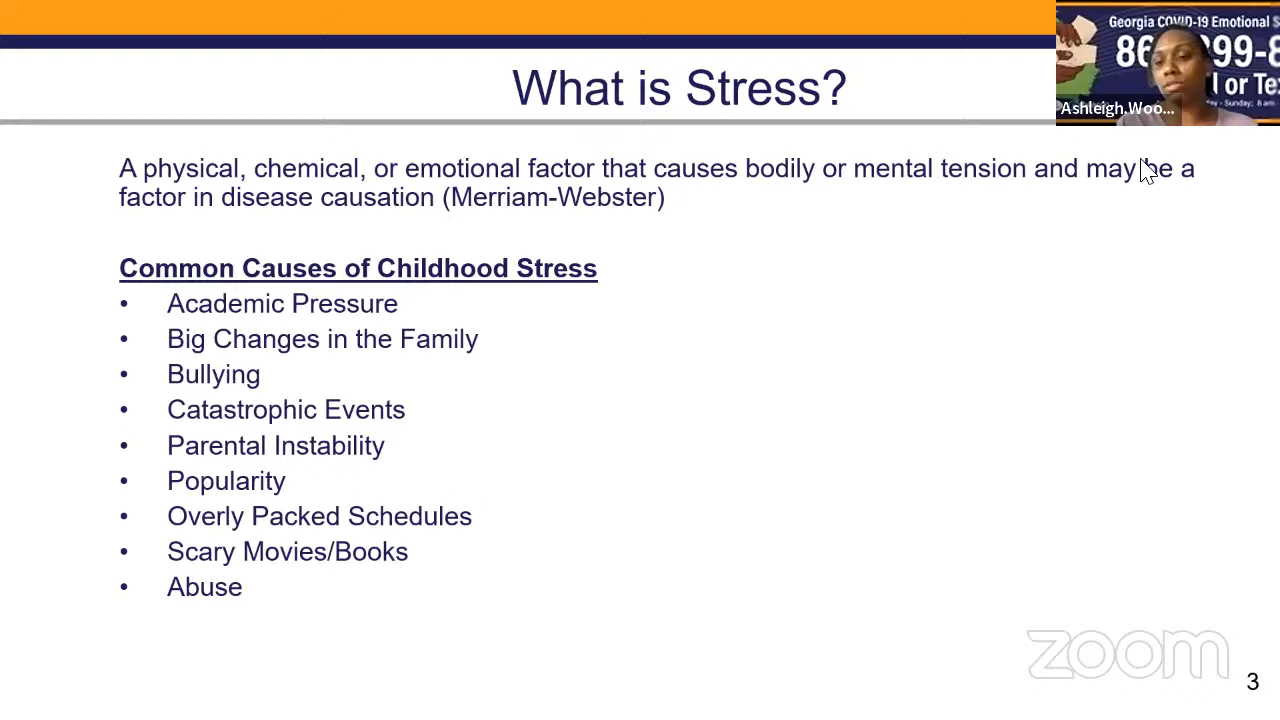 Georgia COVID-19 Emotional
What is Stress?
Ashleigh.Woo...
A physical, chemical, or emotional factor that causes bodily or mental tension and may be a
factor in disease causation (Merriam-Webster)
Common Causes of Childhood Stress
• Academic Pressure
• Big Changes in the Family
• Bullying
• Catastrophic Events
• Parental Instability
• Popularity
• Overly Packed Schedules
• Scary Movies/Books
• Abuse
zoom
3